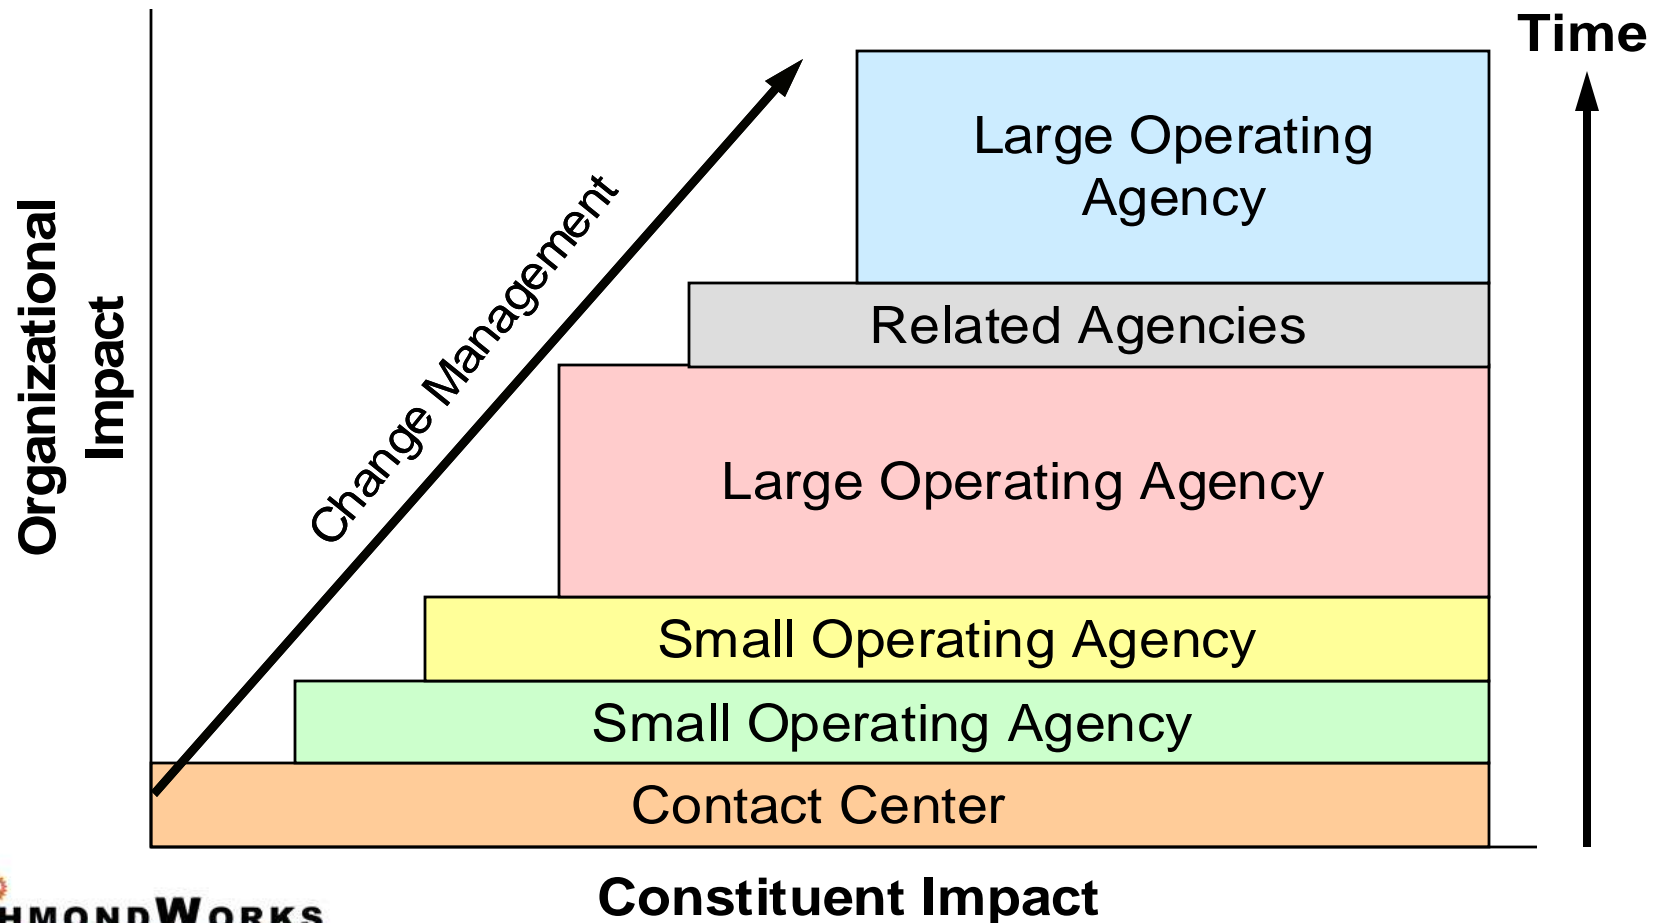 Time
Large Operating
Agency
Related Agencies
Large Operating Agency
Small Operating Agency
Small Operating Agency
Contact Center
Change Management
Organizational
Impact
Constituent Impact
HMONDWORKS